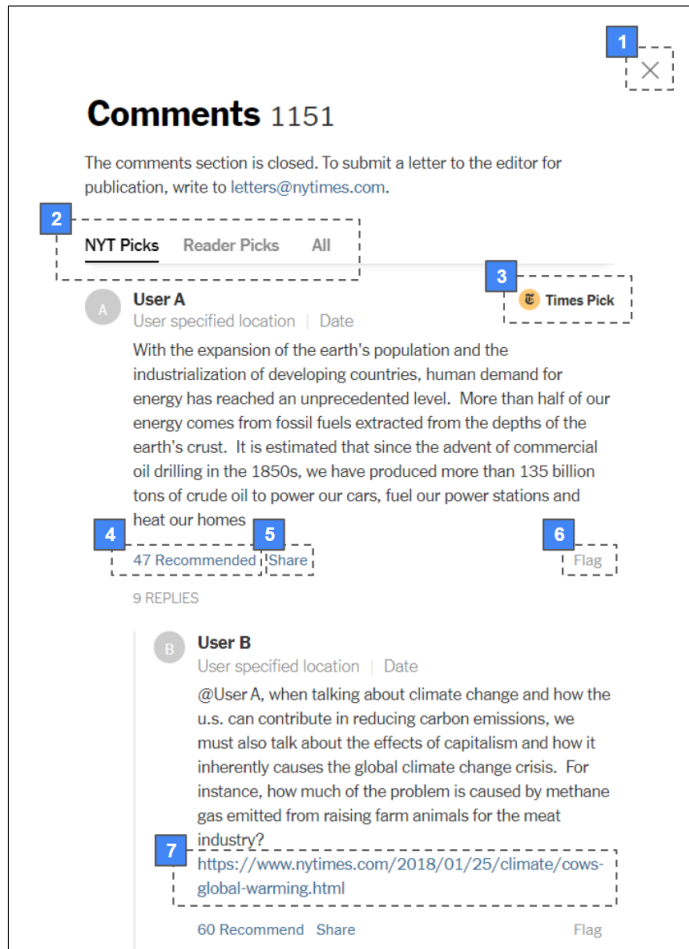 1
Comments 1151
The comments section is closed. To submit a letter to the editor for
publication, write to letters@nytimes.com.
2
NYT Picks Reader Picks All
3
A
User A
T Times Pick
User specified location | Date
With the expansion of the earth's population and the
industrialization of developing countries, human demand for
energy has reached an unprecedented level. More than half of our
energy comes from fossil fuels extracted from the depths of the
earth's crust. It is estimated that since the advent of commercial
oil drilling in the 1850s, we have produced more than 135 billion
tons of crude oil to power our cars, fuel our power stations and
heat our homes
4
5
6
47 Recommended Share Flag
9 REPLIES
B
User B
User specified location | Date
@User A, when talking about climate change and how the
u.s. can contribute in reducing carbon emissions, we
must also talk about the effects of capitalism and how it
inherently causes the global climate change crisis. For
instance, how much of the problem is caused by methane
gas emitted from raising farm animals for the meat
industry?
7
https://www.nytimes.com/2018/01/25/climate/cows-
global-warming.html
60 Recommend Share Flag